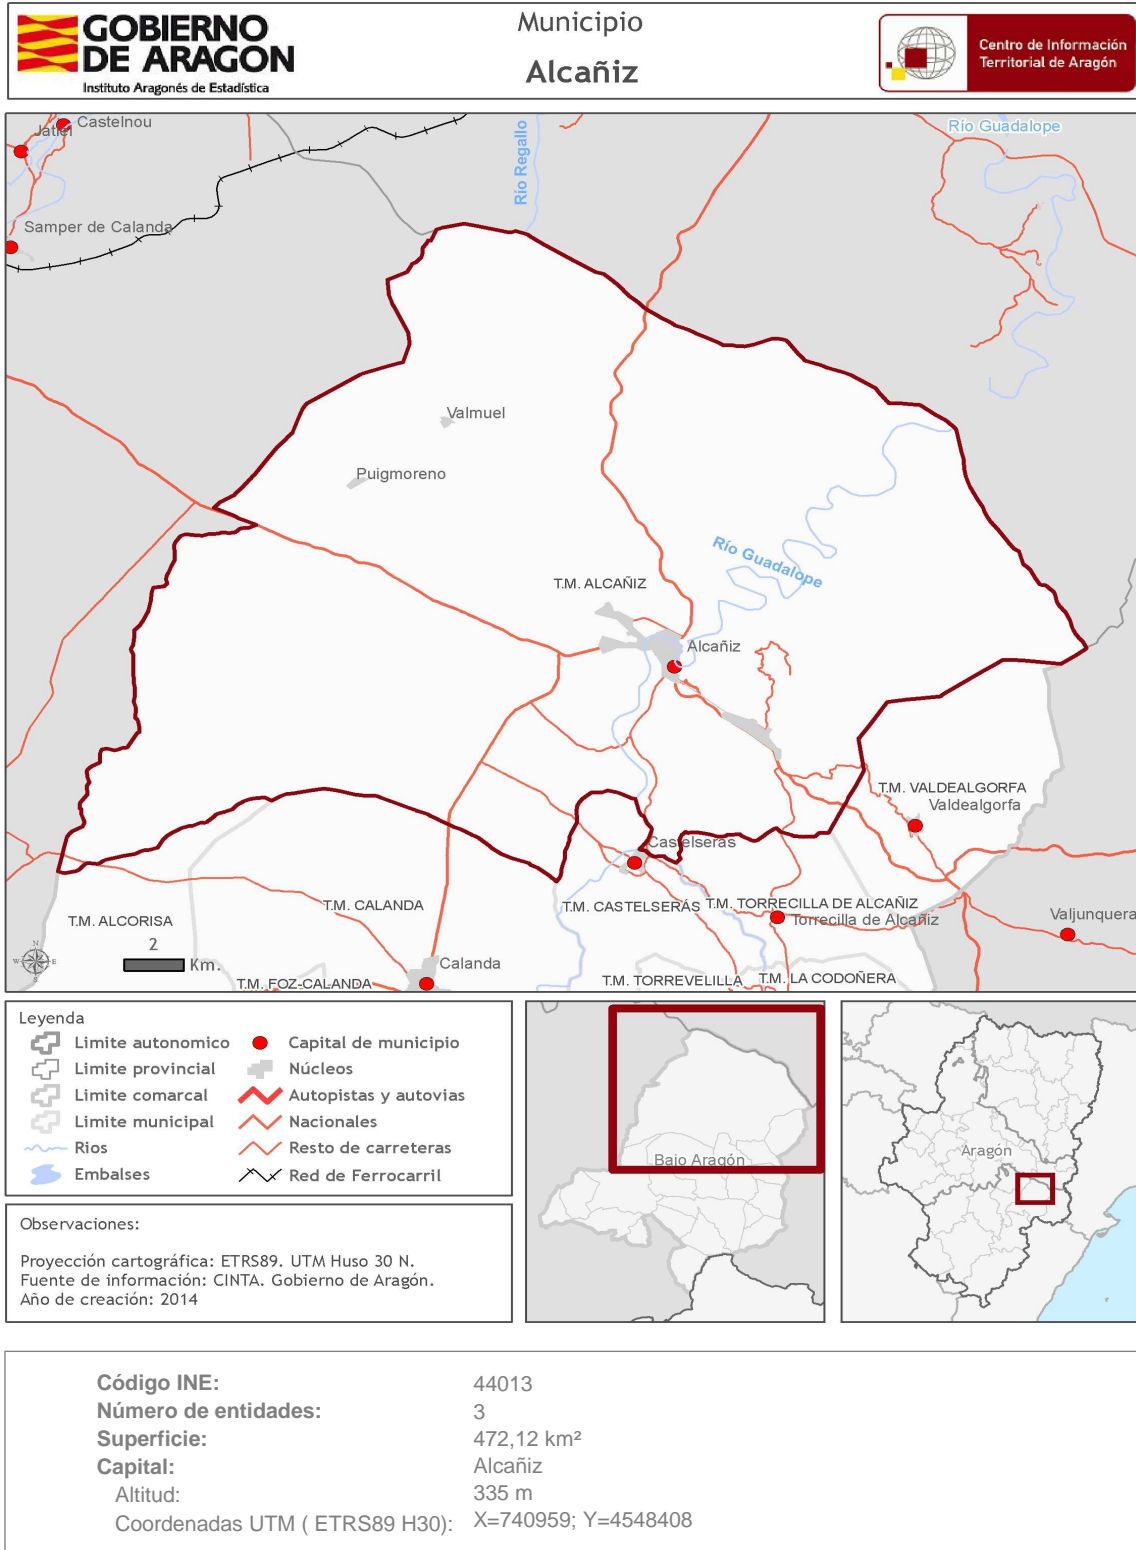 GOBIERNO
DE ARAGON
Instituto Aragonés de Estadística
Municipio
Alcañiz
Centro de Información
Territorial de Aragón
Castelnou
Jatiel
Samper de Calanda
Río Regallo
Río Guadalope
Valmuel
Puigmoreno
Río Guadalope
T.M. ALCAÑIZ
Alcañiz
T.M. VALDEALGORFA
Valdealgorfa
Castelserás
T.M. CALANDA
T.M. CASTELSERÁS
T.M. TORRECILLA DE ALCAÑIZ
Torrecilla de Alcañiz
Valjunquera
T.M. ALCORISA
2
Km.
N
W
E
S
Calanda
T.M. FOZ-CALANDA
T.M. TORREVELILLA
T.M. LA CODOÑERA
Leyenda
Limite autonomico
Capital de municipio
Limite provincial
Núcleos
Limite comarcal
Autopistas y autovias
Limite municipal
Nacionales
Rios
Resto de carreteras
Embalses
Red de Ferrocarril
Bajo Aragón
Aragón
Observaciones:
Proyección cartográfica: ETRS89. UTM Huso 30 N.
Fuente de información: CINTA. Gobierno de Aragón.
Año de creación: 2014
Código INE: 44013
Número de entidades: 3
Superficie: 472,12 km²
Capital: Alcañiz
Altitud: 335 m
Coordenadas UTM ( ETRS89 H30): X=740959; Y=4548408